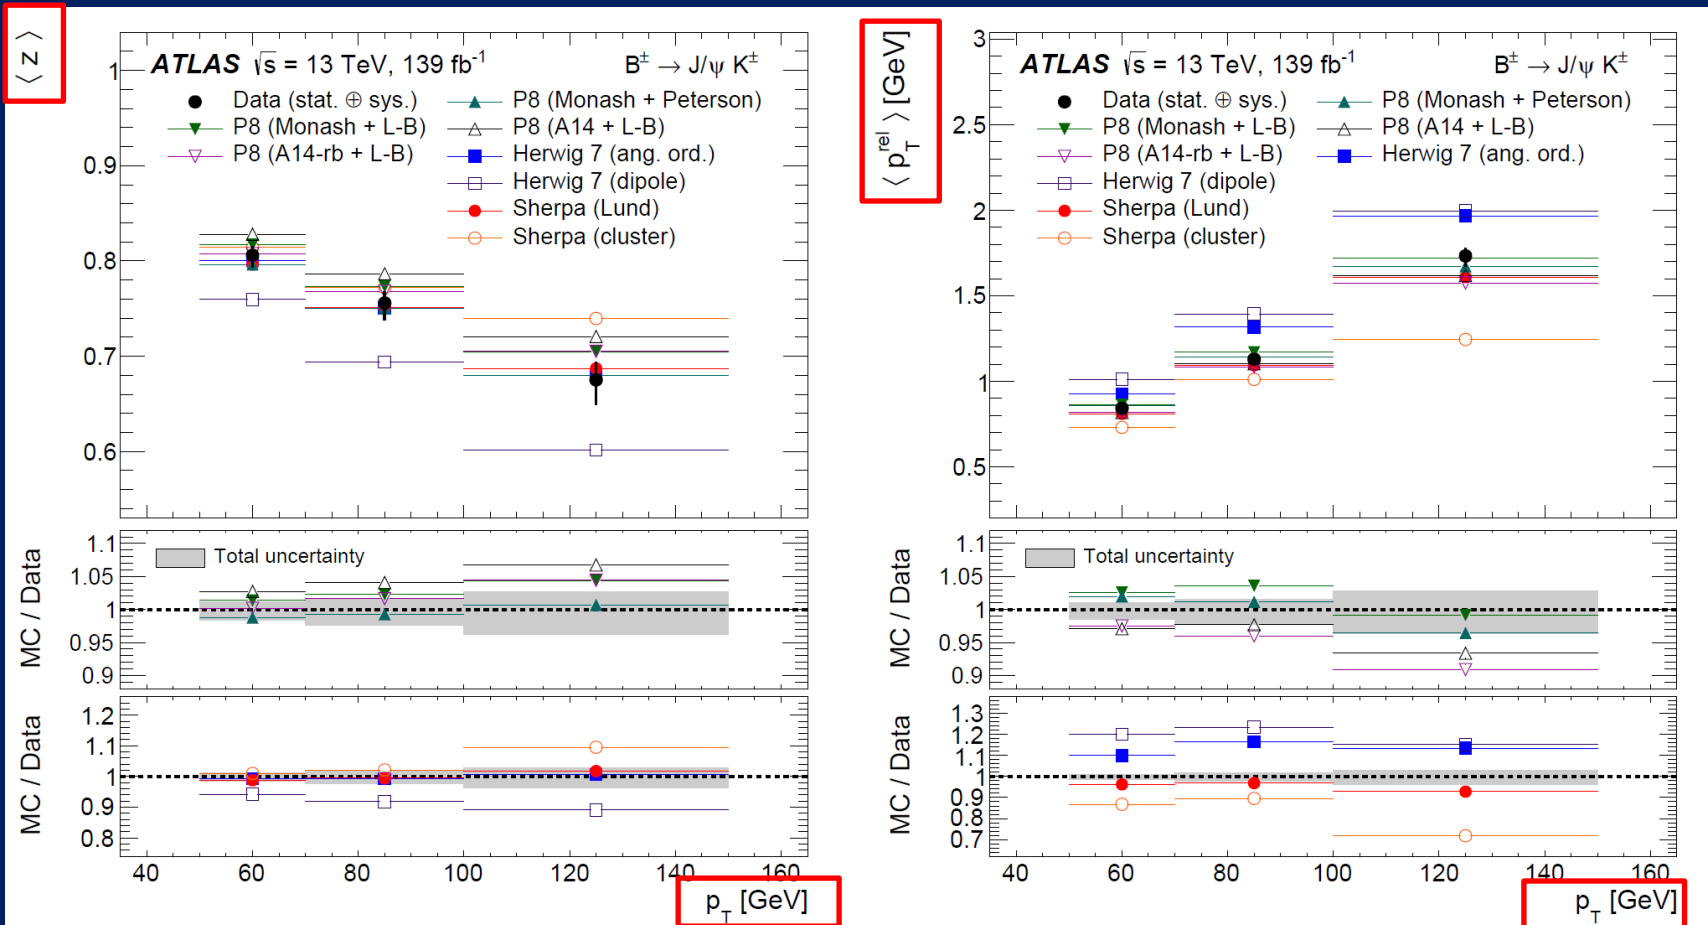 ⟨ z ⟩
ATLAS √s = 13 TeV, 139 fb⁻¹ B± → J/ψ K±
Data (stat. ⊕ sys.) P8 (Monash + Peterson)
P8 (Monash + L-B) P8 (A14 + L-B)
P8 (A14-rb + L-B) Herwig 7 (ang. ord.)
Herwig 7 (dipole)
Sherpa (Lund)
Sherpa (cluster)
1
0.9
0.8
0.7
0.6
MC / Data
Total uncertainty
1.1
1.05
1
0.95
0.9
MC / Data
1.2
1.1
1
0.9
0.8
40 60 80 100 120 140 160
p_T [GeV]
⟨ p_T^rel ⟩ [GeV]
ATLAS √s = 13 TeV, 139 fb⁻¹ B± → J/ψ K±
Data (stat. ⊕ sys.) P8 (Monash + Peterson)
P8 (Monash + L-B) P8 (A14 + L-B)
P8 (A14-rb + L-B) Herwig 7 (ang. ord.)
Herwig 7 (dipole)
Sherpa (Lund)
Sherpa (cluster)
3
2.5
2
1.5
1
0.5
MC / Data
Total uncertainty
1.1
1.05
1
0.95
0.9
MC / Data
1.3
1.2
1.1
1
0.9
0.8
0.7
40 60 80 100 120 140 160
p_T [GeV]